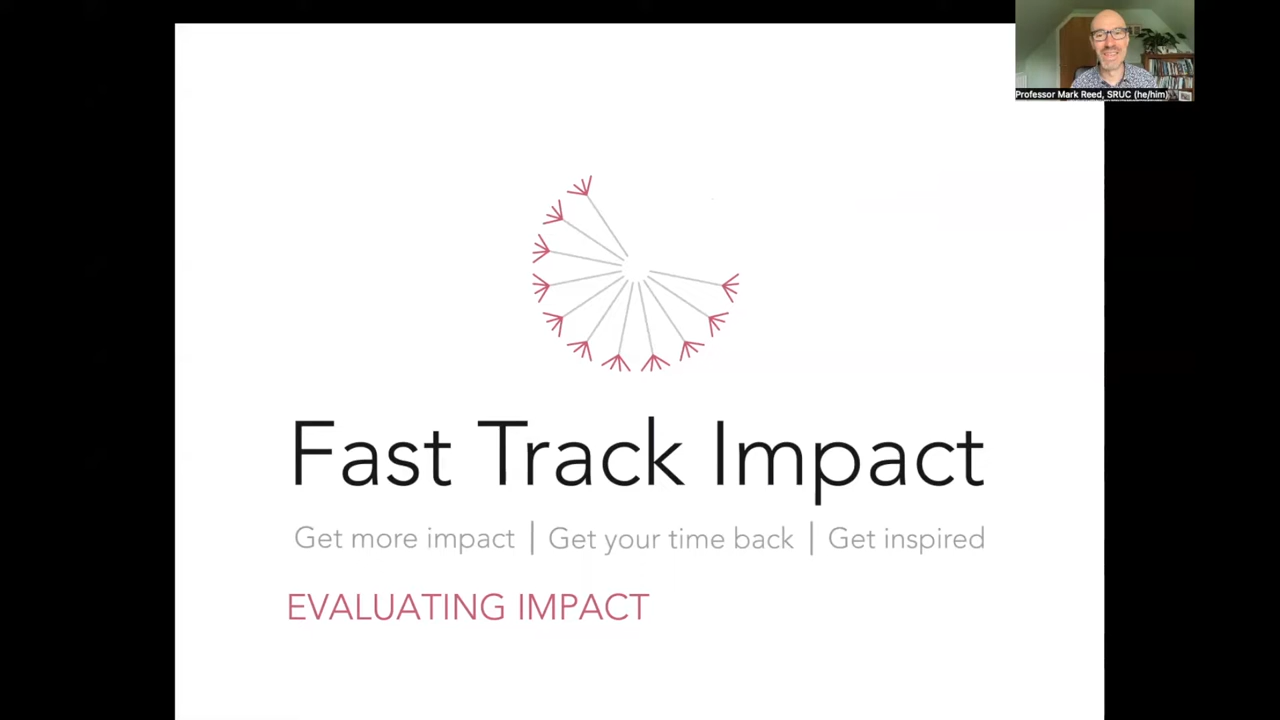 Professor Mark Reed, SRUC (he/him)
Fast Track Impact
Get more impact | Get your time back | Get inspired
EVALUATING IMPACT